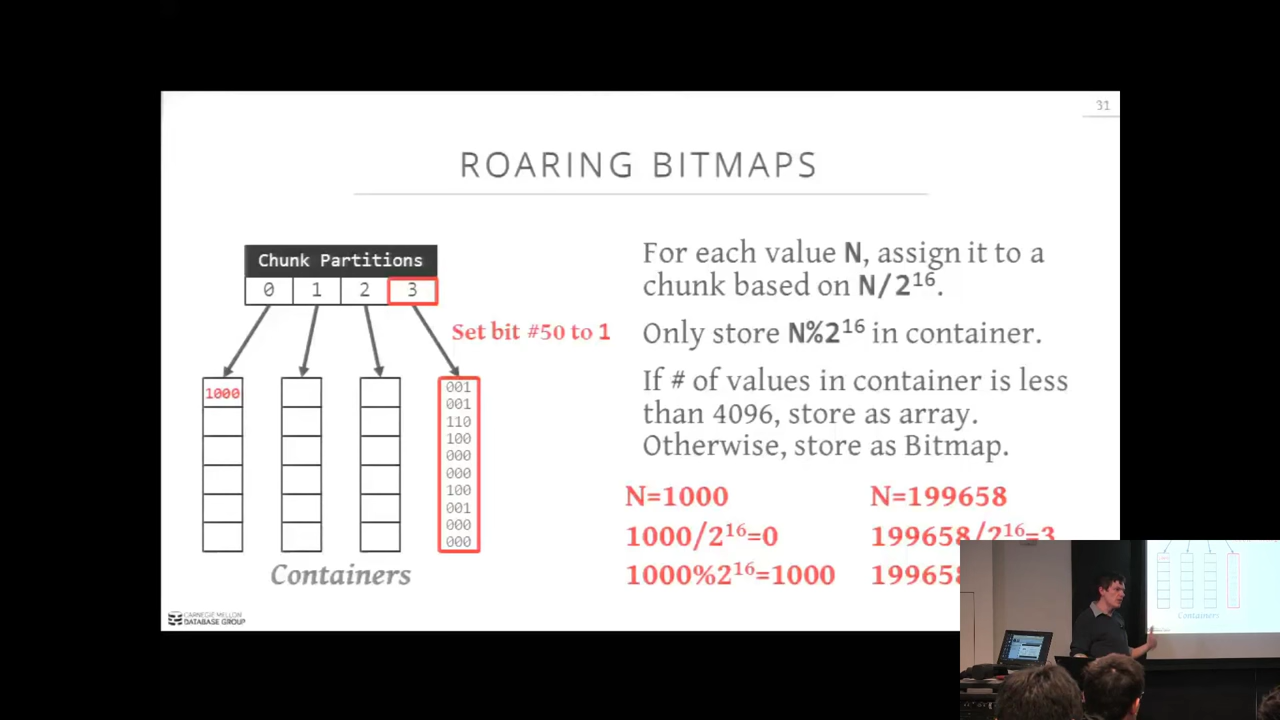 31
ROARING BITMAPS
Chunk Partitions
0 1 2 3
Set bit #50 to 1
1000
001
001
110
100
000
000
100
001
000
000
Containers
For each value N, assign it to a
chunk based on N/2¹⁶.
Only store N%2¹⁶ in container.
If # of values in container is less
than 4096, store as array.
Otherwise, store as Bitmap.
N=1000
1000/2¹⁶=0
1000%2¹⁶=1000
N=199658
199658/2¹⁶=3
19965
CARNEGIE MELLON
DATABASE GROUP
Containers